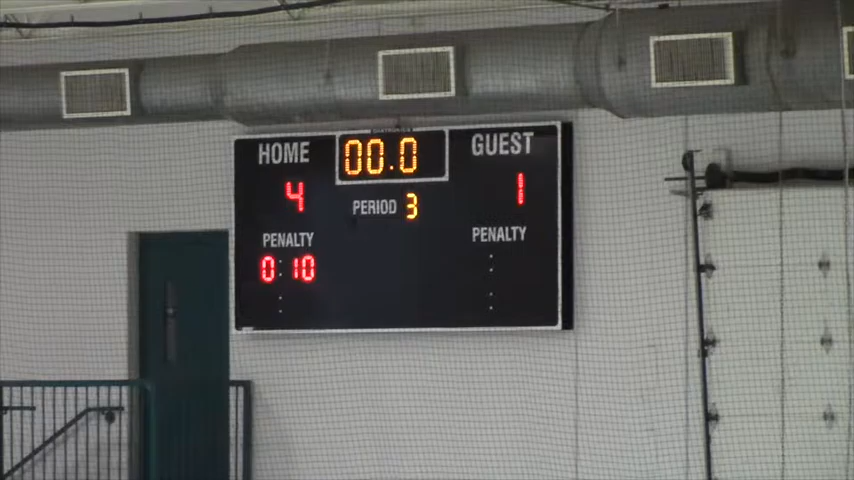 HOME 00.0 GUEST
4 PERIOD 3 1
PENALTY PENALTY
0:10 :
: :